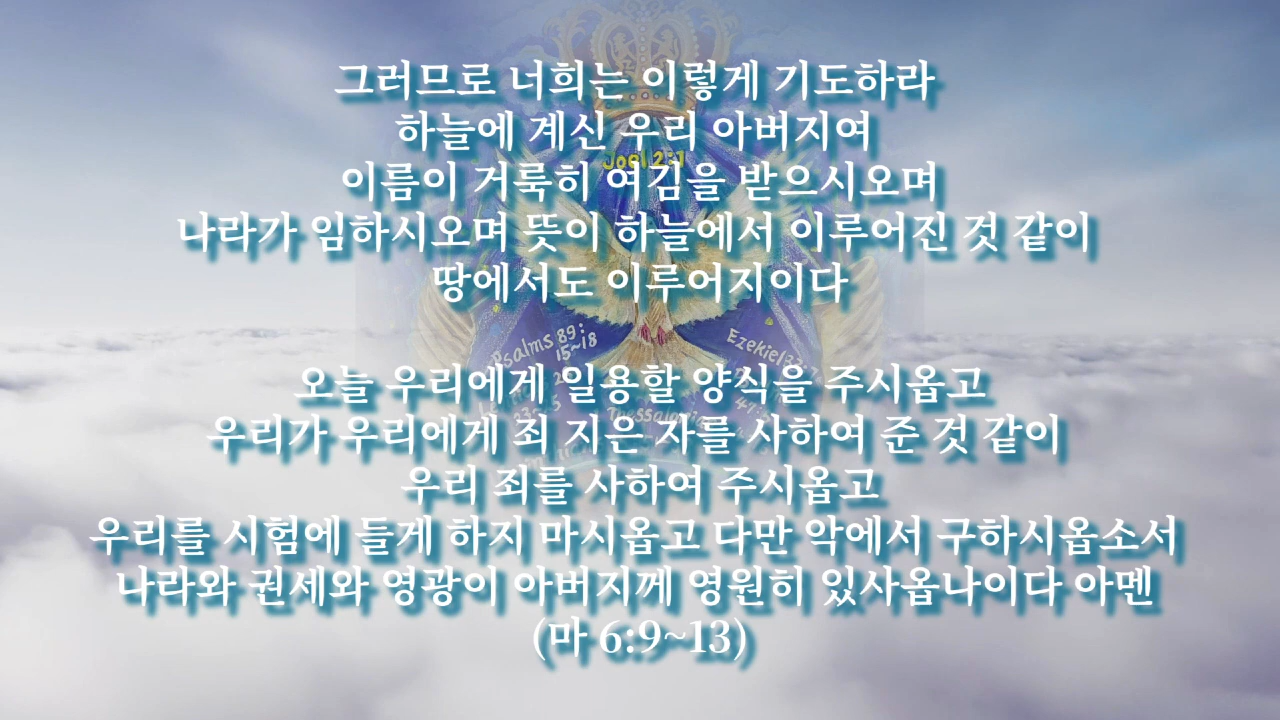 그러므로 너희는 이렇게 기도하라
하늘에 계신 우리 아버지여
Joel 2:1
이름이 거룩히 여김을 받으시오며
나라가 임하시오며 뜻이 하늘에서 이루어진 것 같이
땅에서도 이루어지이다
Psalms 89:
15~18
Ezekiel
오늘 우리에게 일용할 양식을 주시옵고
우리가 우리에게 죄 지은 자를 사하여 준 것 같이
우리 죄를 사하여 주시옵고
우리를 시험에 들게 하지 마시옵고 다만 악에서 구하시옵소서
나라와 권세와 영광이 아버지께 영원히 있사옵나이다 아멘
(마 6:9~13)